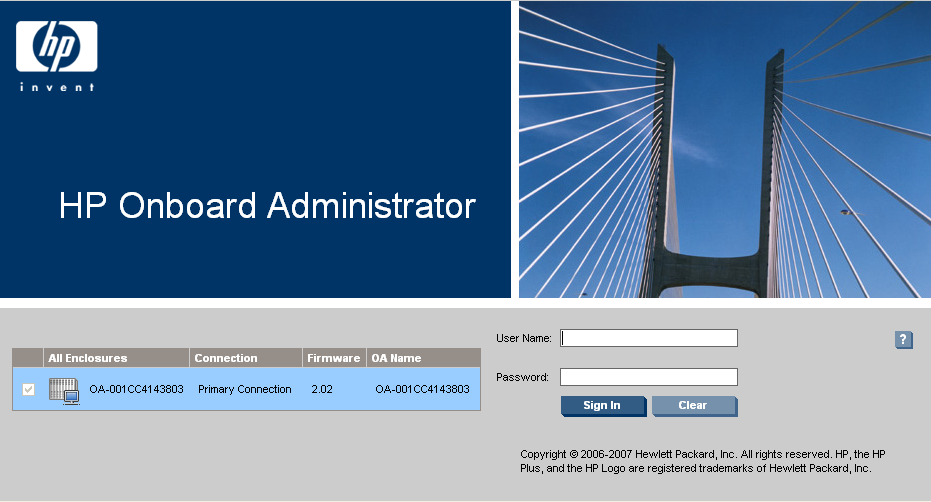 hp
invent
HP Onboard Administrator
All Enclosures Connection Firmware OA Name
OA-001CC4143803 Primary Connection 2.02 OA-001CC4143803
User Name:
?
Password:
Sign In Clear
Copyright © 2006-2007 Hewlett Packard, Inc. All rights reserved. HP, the HP
Plus, and the HP Logo are registered trademarks of Hewlett Packard, Inc.